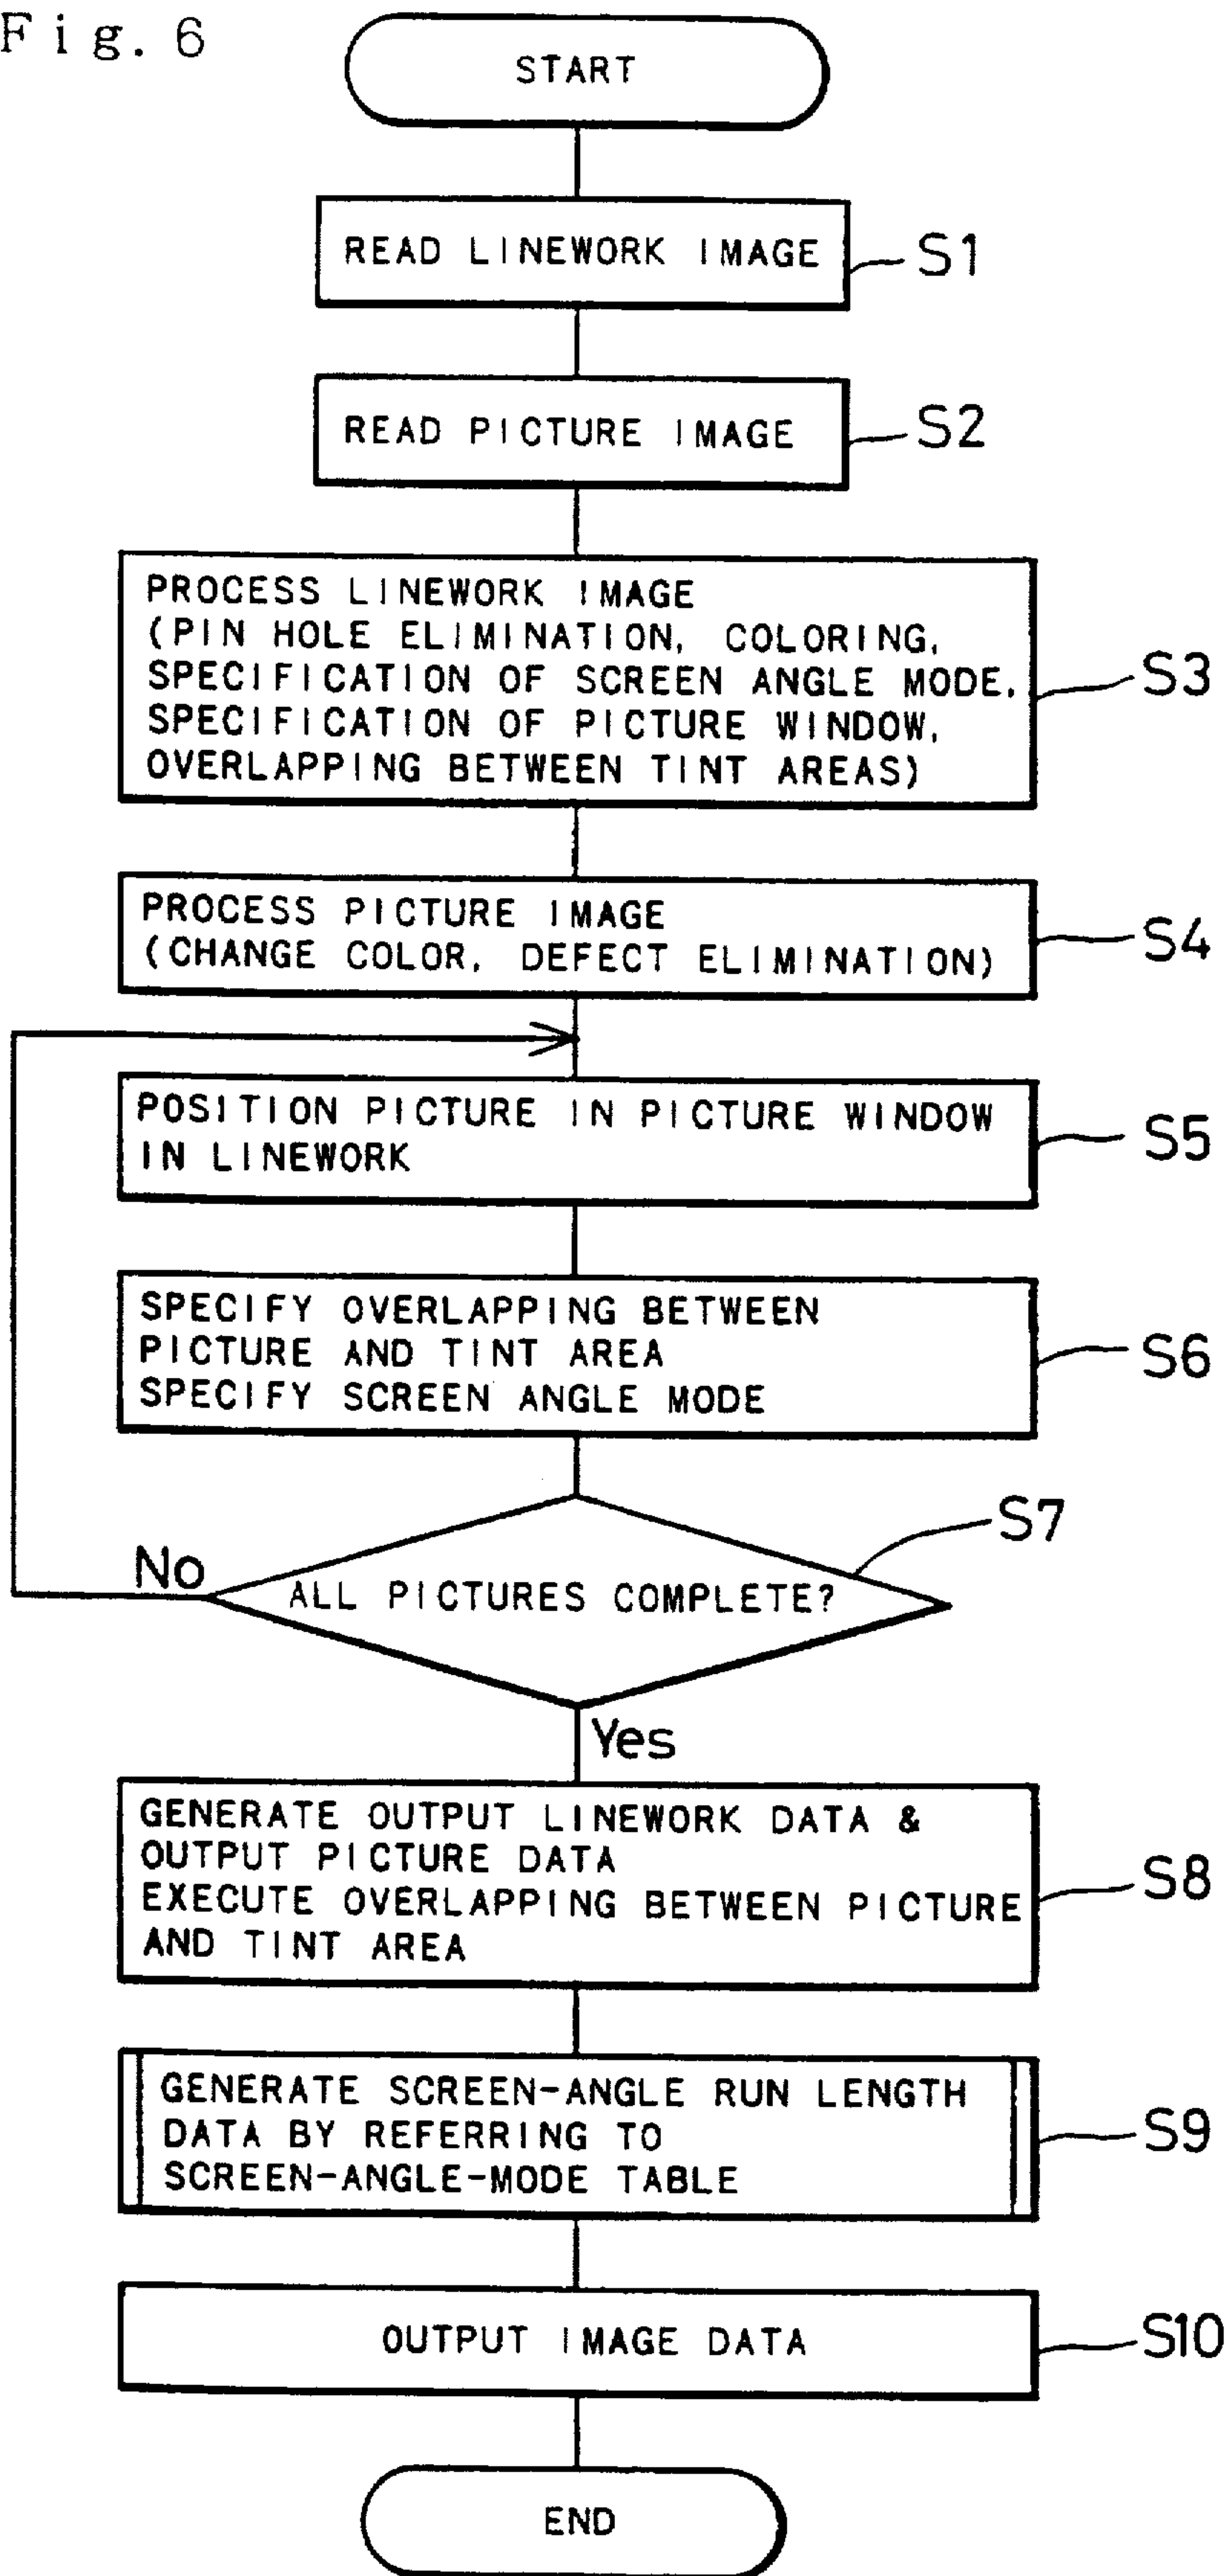 Fig. 6
START
READ LINEWORK IMAGE
S1
READ PICTURE IMAGE
S2
PROCESS LINEWORK IMAGE
(PIN HOLE ELIMINATION, COLORING,
SPECIFICATION OF SCREEN ANGLE MODE,
SPECIFICATION OF PICTURE WINDOW,
OVERLAPPING BETWEEN TINT AREAS)
S3
PROCESS PICTURE IMAGE
(CHANGE COLOR, DEFECT ELIMINATION)
S4
POSITION PICTURE IN PICTURE WINDOW
IN LINEWORK
S5
SPECIFY OVERLAPPING BETWEEN
PICTURE AND TINT AREA
SPECIFY SCREEN ANGLE MODE
S6
S7
No
ALL PICTURES COMPLETE?
Yes
GENERATE OUTPUT LINEWORK DATA &
OUTPUT PICTURE DATA
EXECUTE OVERLAPPING BETWEEN PICTURE
AND TINT AREA
S8
GENERATE SCREEN-ANGLE RUN LENGTH
DATA BY REFERRING TO
SCREEN-ANGLE-MODE TABLE
S9
OUTPUT IMAGE DATA
S10
END